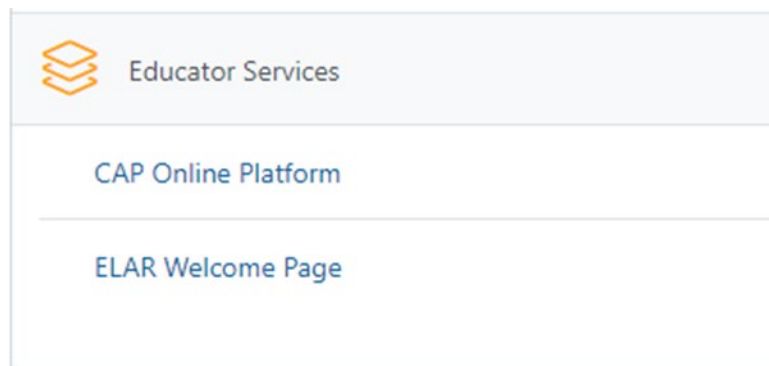 Educator Services
CAP Online Platform
ELAR Welcome Page